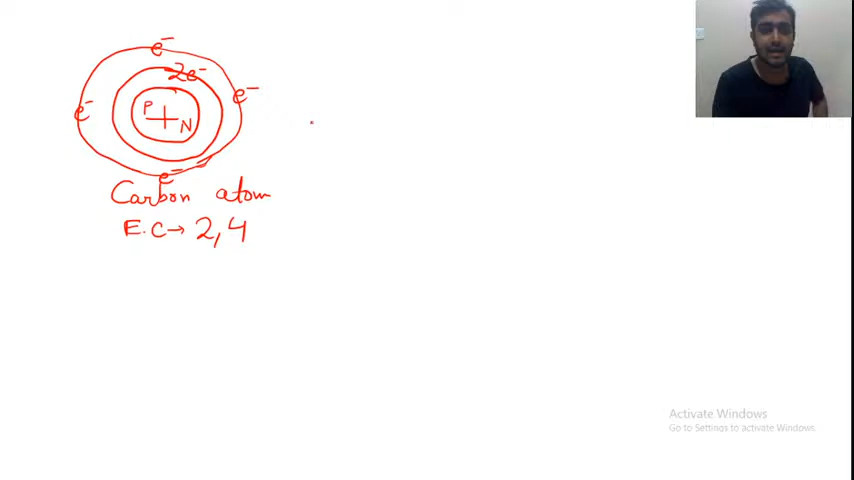 e⁻
2e⁻
e⁻
e⁻
P
+
N
e⁻
Carbon atom
E.C→ 2,4
Activate Windows
Go to Settings to activate Windows.